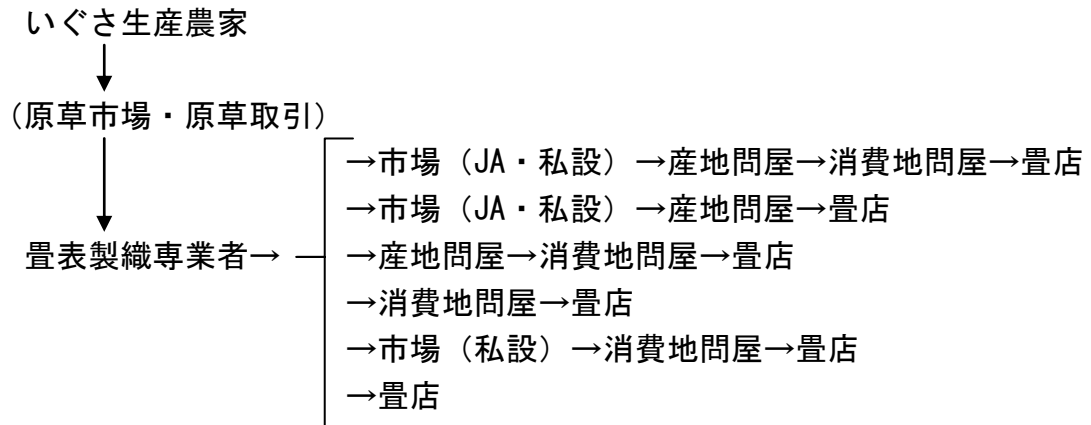 いぐさ生産農家
（原草市場・原草取引）
→市場（JA・私設）→産地問屋→消費地問屋→畳店
→市場（JA・私設）→産地問屋→畳店
畳表製織専業者→ →産地問屋→消費地問屋→畳店
→消費地問屋→畳店
→市場（私設）→消費地問屋→畳店
→畳店